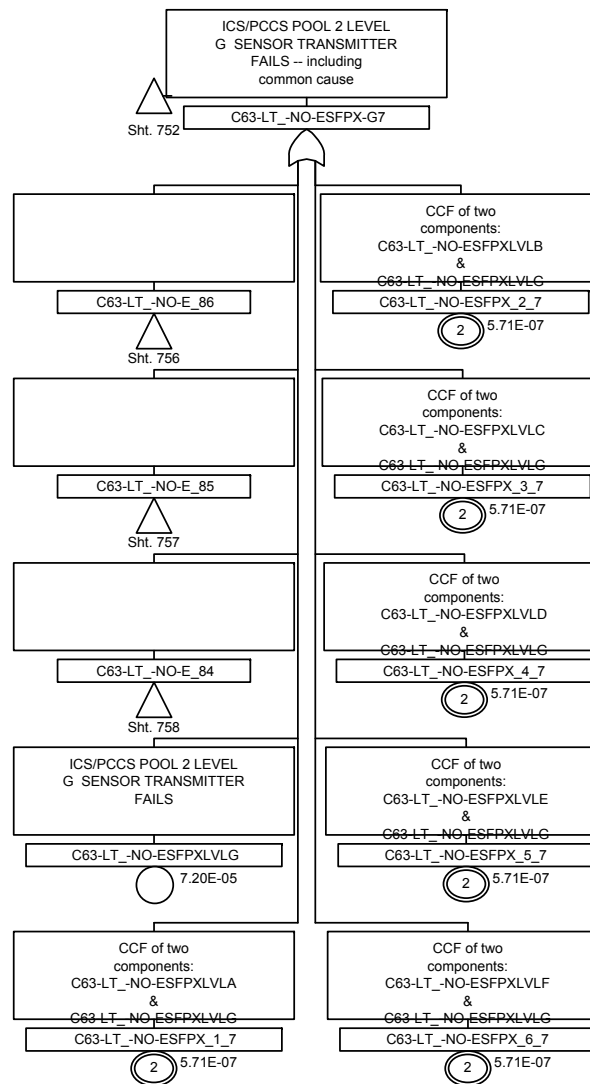 ICS/PCCS POOL 2 LEVEL
G SENSOR TRANSMITTER
FAILS -- including
common cause
C63-LT_-NO-ESFPX-G7
Sht. 752
C63-LT_-NO-E_86
Sht. 756
CCF of two
components:
C63-LT_-NO-ESFPXLVLB
&
C63-LT_-NO-ESFPXLVLG
C63-LT_-NO-ESFPX_2_7
2
5.71E-07
C63-LT_-NO-E_85
Sht. 757
CCF of two
components:
C63-LT_-NO-ESFPXLVLC
&
C63-LT_-NO-ESFPXLVLG
C63-LT_-NO-ESFPX_3_7
2
5.71E-07
C63-LT_-NO-E_84
Sht. 758
CCF of two
components:
C63-LT_-NO-ESFPXLVLD
&
C63-LT_-NO-ESFPXLVLG
C63-LT_-NO-ESFPX_4_7
2
5.71E-07
ICS/PCCS POOL 2 LEVEL
G SENSOR TRANSMITTER
FAILS
C63-LT_-NO-ESFPXLVLG
7.20E-05
CCF of two
components:
C63-LT_-NO-ESFPXLVLE
&
C63-LT_-NO-ESFPXLVLG
C63-LT_-NO-ESFPX_5_7
2
5.71E-07
CCF of two
components:
C63-LT_-NO-ESFPXLVLA
&
C63-LT_-NO-ESFPXLVLG
C63-LT_-NO-ESFPX_1_7
2
5.71E-07
CCF of two
components:
C63-LT_-NO-ESFPXLVLF
&
C63-LT_-NO-ESFPXLVLG
C63-LT_-NO-ESFPX_6_7
2
5.71E-07